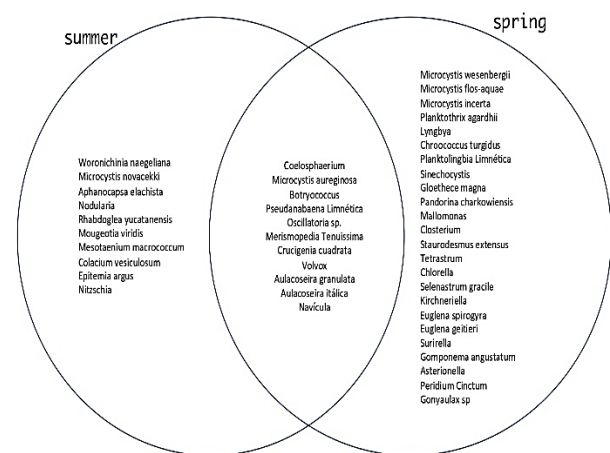 summer
spring
Woronichinia naegeliana
Microcystis novacekki
Aphanocapsa elachista
Nodularia
Rhabdoglea yucatanensis
Mougeotia viridis
Mesotaenium macrococcum
Colacium vesiculosum
Epitemia argus
Nitzschia
Coelosphaerium
Microcystis aureginosa
Botryococcus
Pseudanabaena Limnética
Oscillatoria sp.
Merismopedia Tenuissima
Crucigenia cuadrata
Volvox
Aulacoseira granulata
Aulacoseira itálica
Navícula
Microcystis wesenbergii
Microcystis flos-aquae
Microcystis incerta
Planktothrix agardhii
Lyngbya
Chroococcus turgidus
Planktolingbia Limnética
Sinechocystis
Gloethece magna
Pandorina charkowiensis
Mallomonas
Closterium
Staurodesmus extensus
Tetrastrum
Chlorella
Selenastrum gracile
Kirchneriella
Euglena spirogyra
Euglena geitieri
Surirella
Gomponema angustatum
Asterionella
Peridium Cinctum
Gonyaulax sp